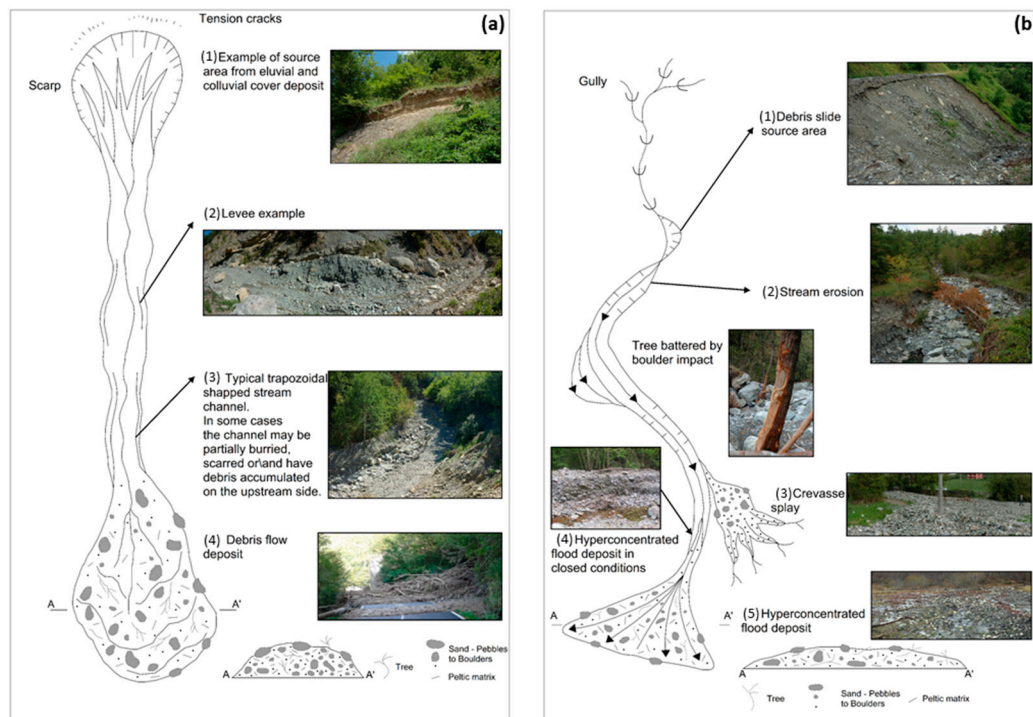 (a)
Tension cracks
Scarp
(1) Example of source
area from eluvial and
colluvial cover deposit
(2) Levee example
(3) Typical trapozoidal
shapped stream
channel.
In some cases
the channel may be
partially burried,
scarred or\and have
debris accumulated
on the upstream side.
(4) Debris flow
deposit
A
A'
A
A'
Tree
Sand - Pebbles
to Boulders
Peltic matrix
(b
Gully
(1) Debris slide
source area
(2) Stream erosion
Tree battered by
boulder impact
(3) Crevasse
splay
(4) Hyperconcentrated
flood deposit in
closed conditions
A
A'
(5) Hyperconcentrated
flood deposit
A
A'
Tree
Sand - Pebbles
to Boulders
Peltic matrix